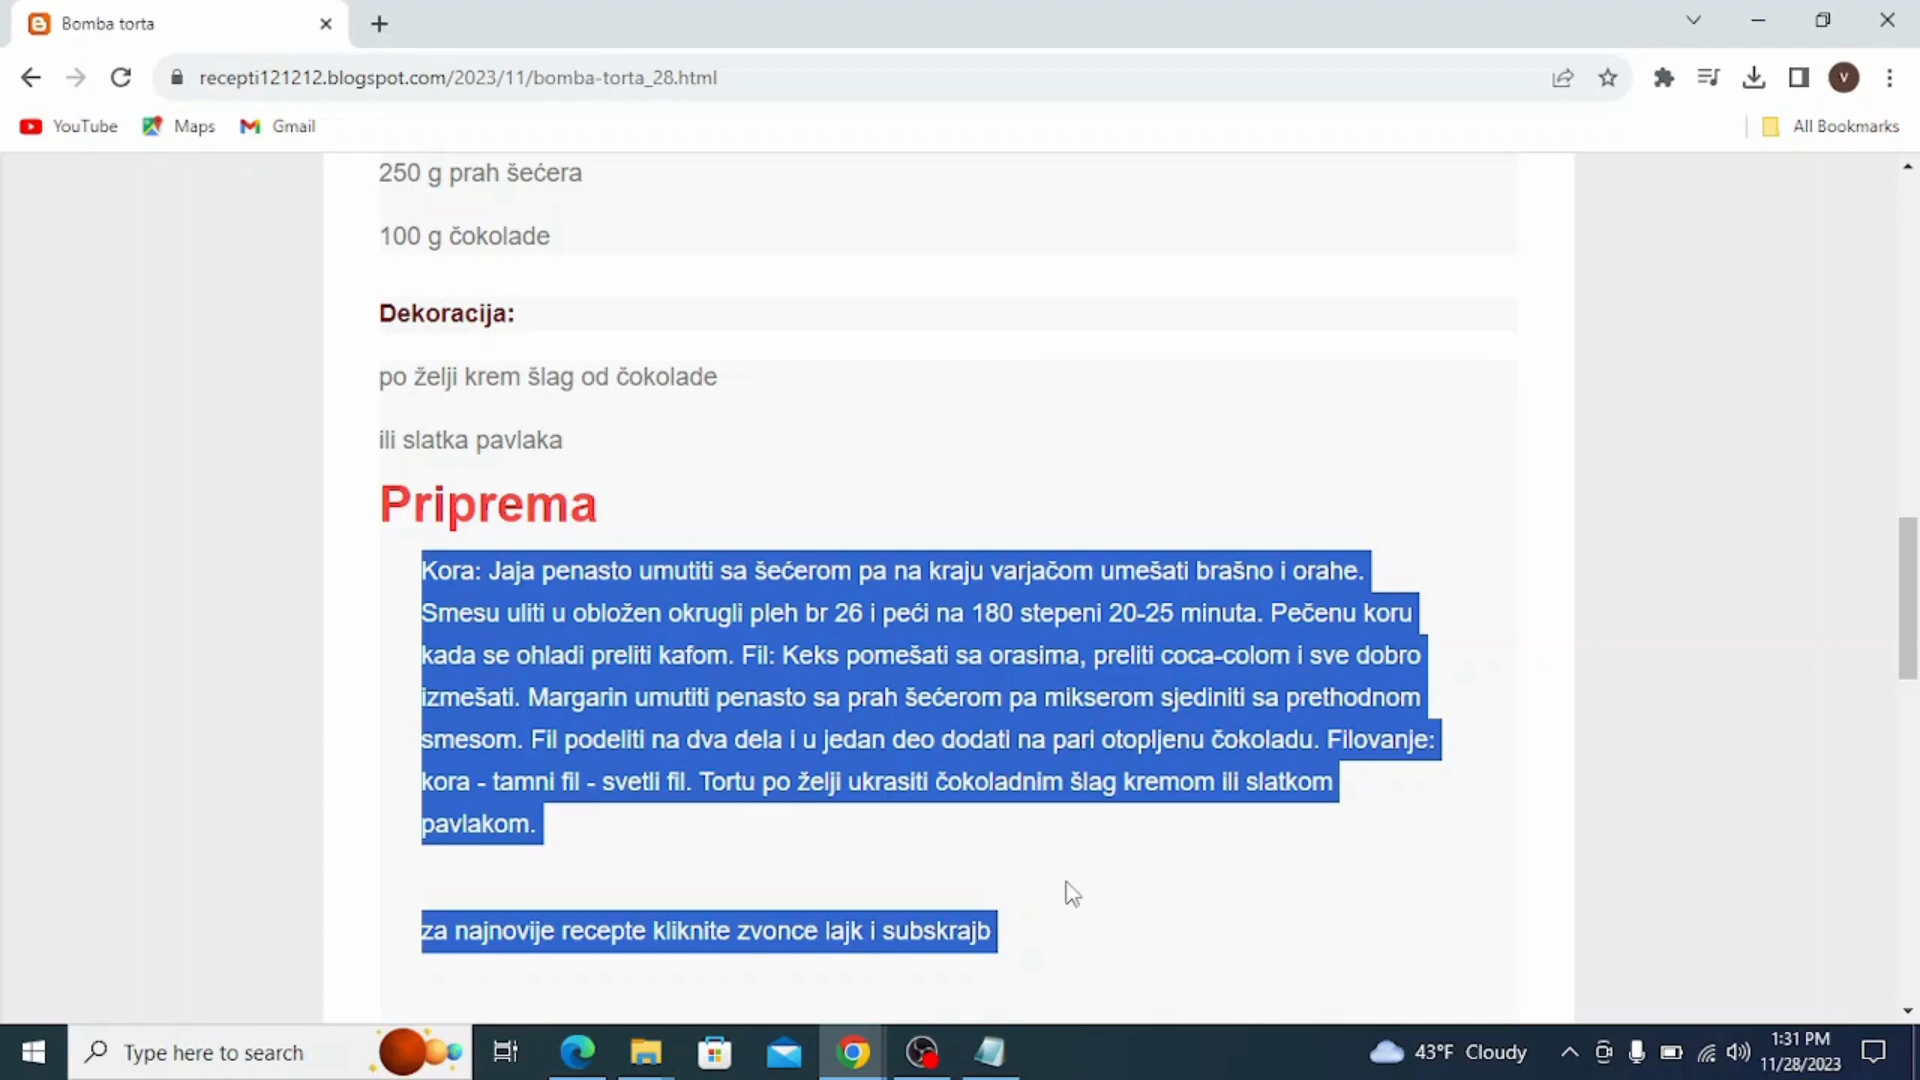 Bomba torta
recepti121212.blogspot.com/2023/11/bomba-torta_28.html
V
YouTube
Maps
Gmail
All Bookmarks
250 g prah šećera
100 g čokolade
Dekoracija:
po želji krem šlag od čokolade
ili slatka pavlaka
Priprema
Kora: Jaja penasto umutiti sa šećerom pa na kraju varjačom umešati brašno i orahe.
Smesu uliti u obložen okrugli pleh br 26 i peći na 180 stepeni 20-25 minuta. Pečenu koru
kada se ohladi preliti kafom. Fil: Keks pomešati sa orasima, preliti coca-colom i sve dobro
izmešati. Margarin umutiti penasto sa prah šećerom pa mikserom sjediniti sa prethodnom
smesom. Fil podeliti na dva dela i u jedan deo dodati na pari otopljenu čokoladu. Filovanje:
kora - tamni fil - svetli fil. Tortu po želji ukrasiti čokoladnim šlag kremom ili slatkom
pavlakom.
za najnovije recepte kliknite zvonce lajk i subskrajb
Type here to search
43°F Cloudy
1:31 PM
11/28/2023